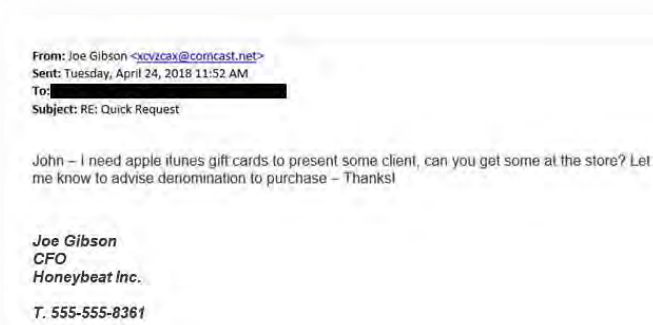 From: Joe Gibson <xcvzcax@comcast.net>
Sent: Tuesday, April 24, 2018 11:52 AM
To:
Subject: RE: Quick Request
John – I need apple itunes gift cards to present some client, can you get some at the store? Let
me know to advise denomination to purchase – Thanks!
Joe Gibson
CFO
Honeybeat Inc.
T. 555-555-8361